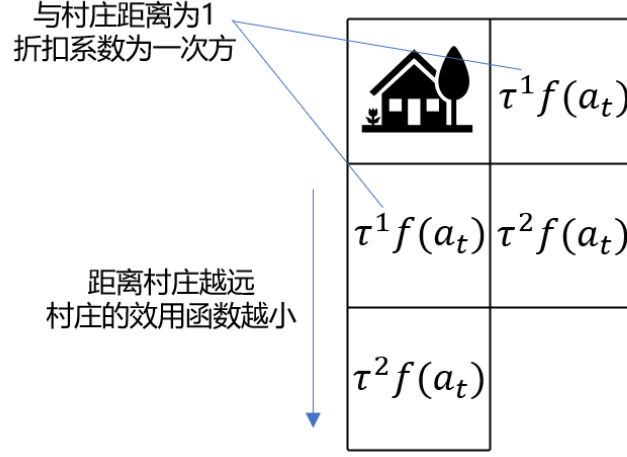 与村庄距离为1
折扣系数为一次方
τ¹f(aₜ)
τ¹f(aₜ) τ²f(aₜ)
距离村庄越远
村庄的效用函数越小
τ²f(aₜ)